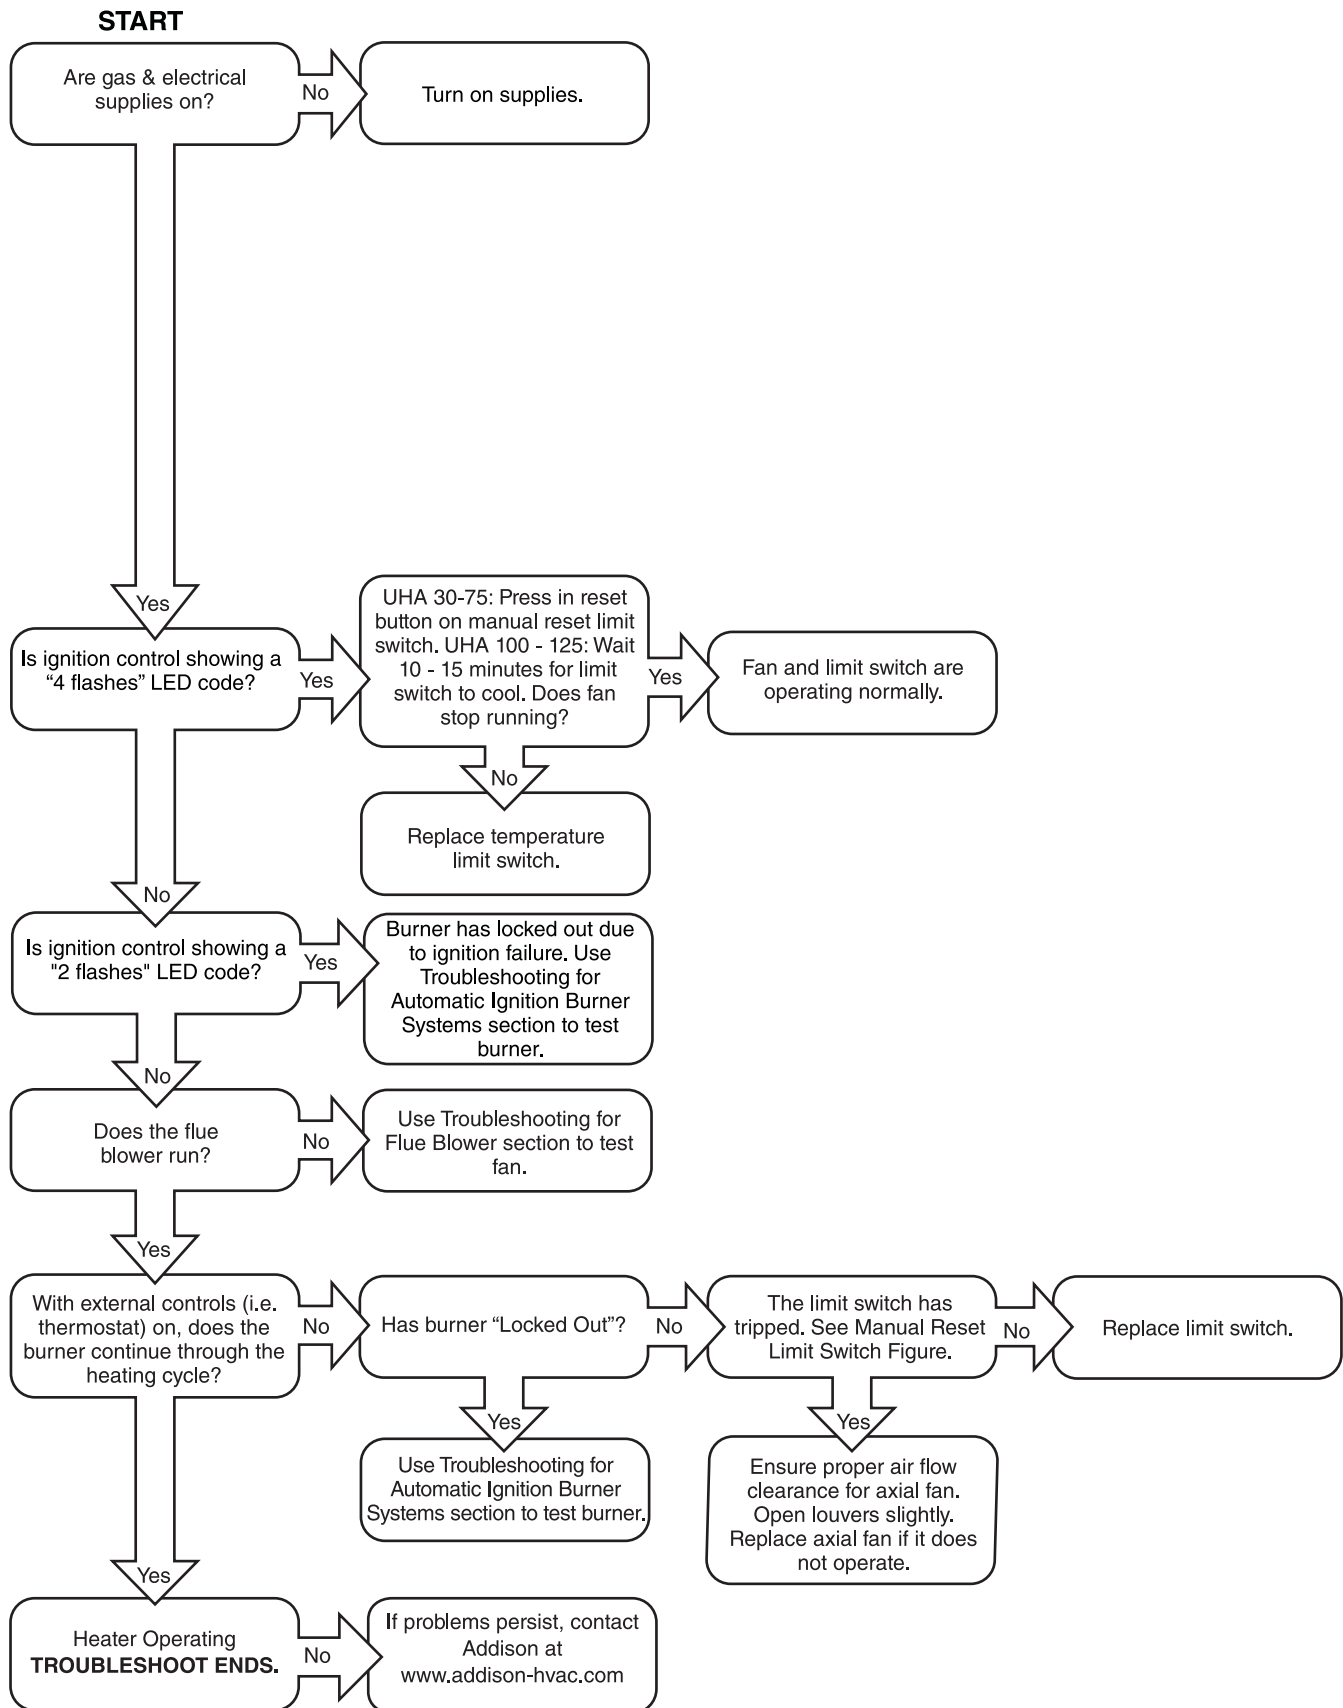 START
Are gas & electrical
supplies on?
No
Turn on supplies.
Yes
Is ignition control showing a
“4 flashes” LED code?
Yes
UHA 30-75: Press in reset
button on manual reset limit
switch. UHA 100 - 125: Wait
10 - 15 minutes for limit
switch to cool. Does fan
stop running?
Yes
Fan and limit switch are
operating normally.
No
Replace temperature
limit switch.
No
Is ignition control showing a
"2 flashes" LED code?
Yes
Burner has locked out due
to ignition failure. Use
Troubleshooting for
Automatic Ignition Burner
Systems section to test
burner.
No
Does the flue
blower run?
No
Use Troubleshooting for
Flue Blower section to test
fan.
Yes
With external controls (i.e.
thermostat) on, does the
burner continue through the
heating cycle?
No
Has burner “Locked Out”?
No
The limit switch has
tripped. See Manual Reset
Limit Switch Figure.
No
Replace limit switch.
Yes
Use Troubleshooting for
Automatic Ignition Burner
Systems section to test burner.
Yes
Ensure proper air flow
clearance for axial fan.
Open louvers slightly.
Replace axial fan if it does
not operate.
Yes
Heater Operating
TROUBLESHOOT ENDS.
No
If problems persist, contact
Addison at
www.addison-hvac.com